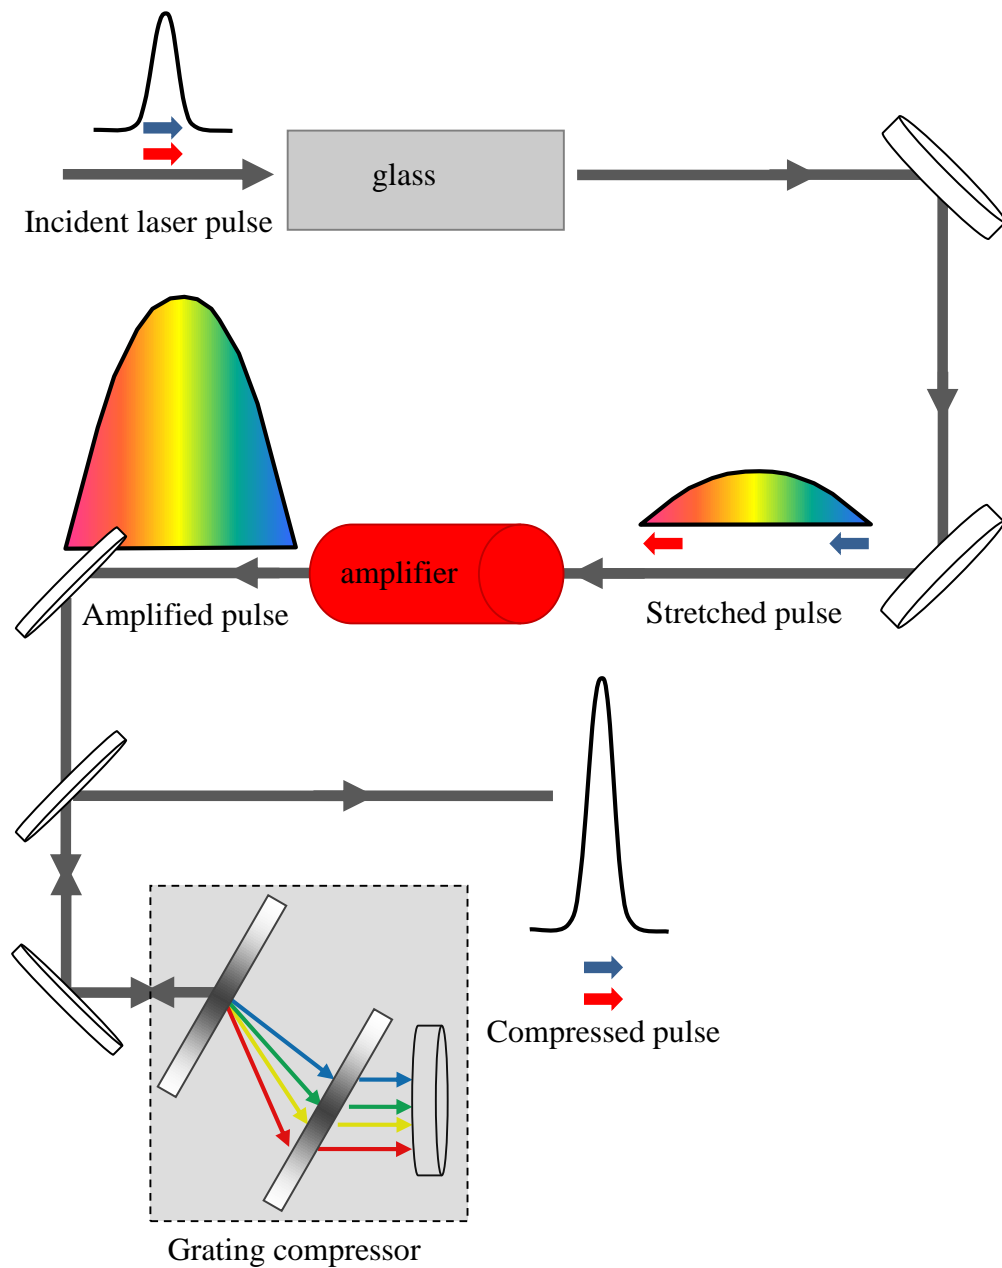 glass
Incident laser pulse
amplifier
Amplified pulse
Stretched pulse
Compressed pulse
Grating compressor